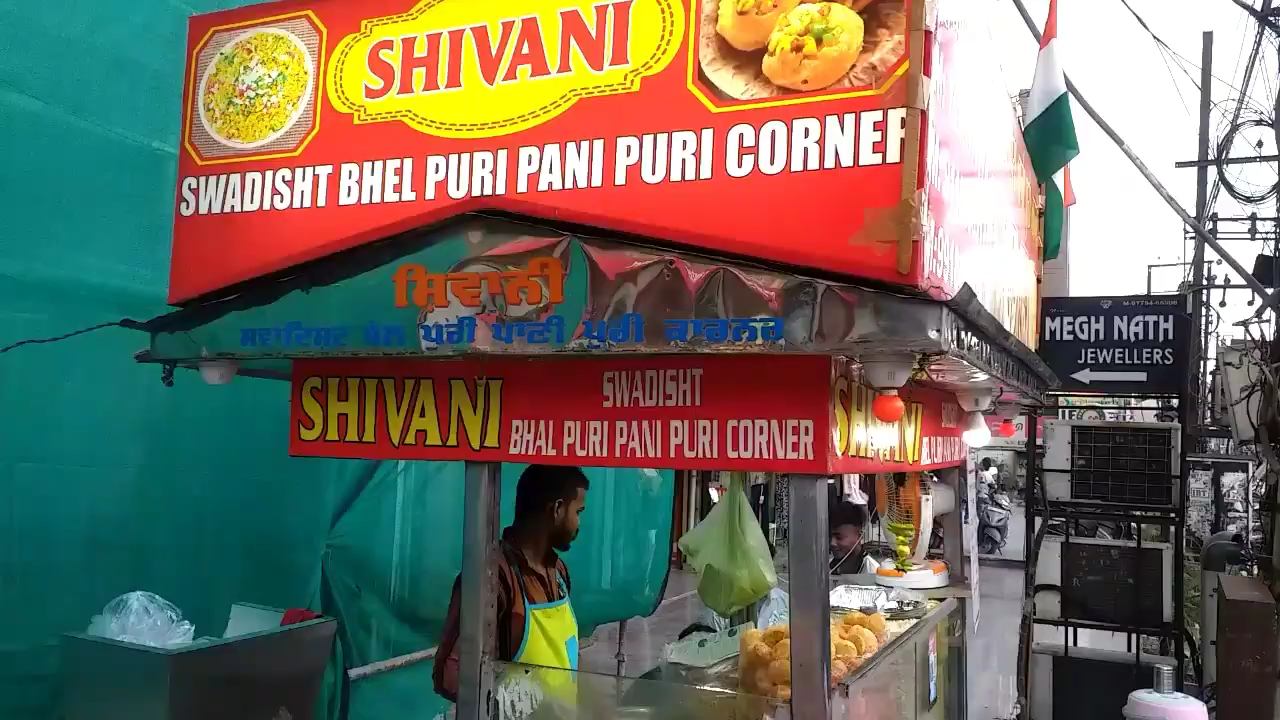 SHIVANI
SWADISHT BHEL PURI PANI PURI CORNER
ਸ਼ਿਵਾਨੀ
ਸਵਾਦਿਸਟ ਬੇਲ ਪੁਰੀ ਪਾਣੀ ਪੁਰੀ ਕਾਰਨਰ
SHIVANI
SWADISHT
BHAL PURI PANI PURI CORNER
SHIVANI
MEGH NATH
JEWELLERS